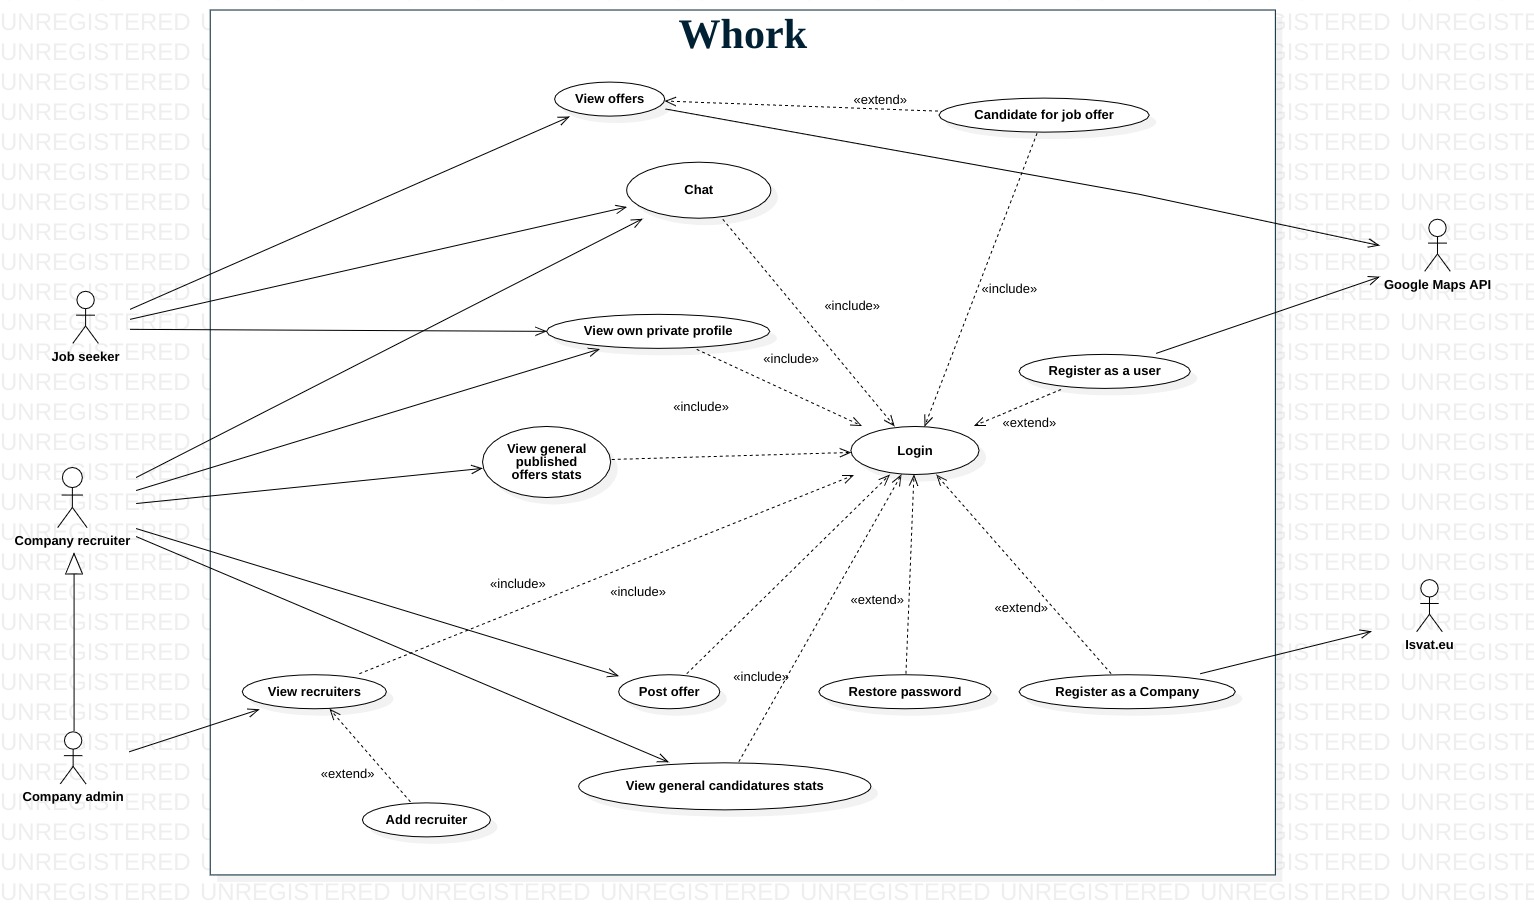 Whork
View offers
«extend»
Candidate for job offer
Chat
Google Maps API
«include»
«include»
Job seeker
View own private profile
«include»
Register as a user
«include»
«extend»
View general
published
offers stats
Login
Company recruiter
«include»
«include»
«extend»
«extend»
Isvat.eu
View recruiters
Post offer
«include»
Restore password
Register as a Company
Company admin
«extend»
View general candidatures stats
Add recruiter
UNREGISTERED UNREGISTERED UNREGISTERED UNREGISTERED UNREGISTERED UNREGISTERED UNREGISTERED UNREGISTE